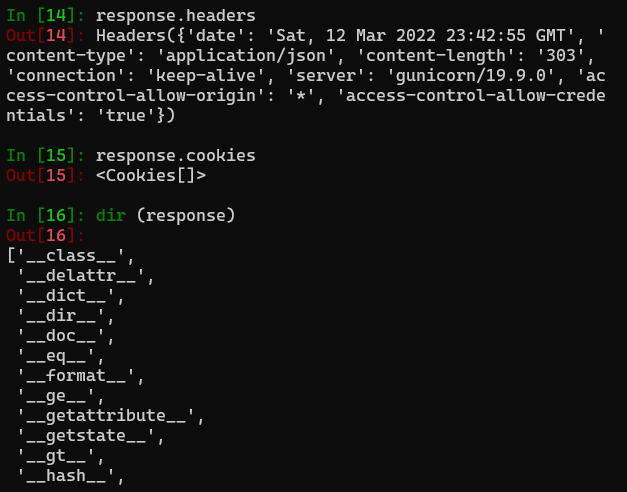 In [14]: response.headers
Out[14]: Headers({'date': 'Sat, 12 Mar 2022 23:42:55 GMT', '
content-type': 'application/json', 'content-length': '303',
'connection': 'keep-alive', 'server': 'gunicorn/19.9.0', 'ac
cess-control-allow-origin': '*', 'access-control-allow-crede
ntials': 'true'})
In [15]: response.cookies
Out[15]: <Cookies[]>
In [16]: dir (response)
Out[16]:
['__class__',
'__delattr__',
'__dict__',
'__dir__',
'__doc__',
'__eq__',
'__format__',
'__ge__',
'__getattribute__',
'__getstate__',
'__gt__',
'__hash__',